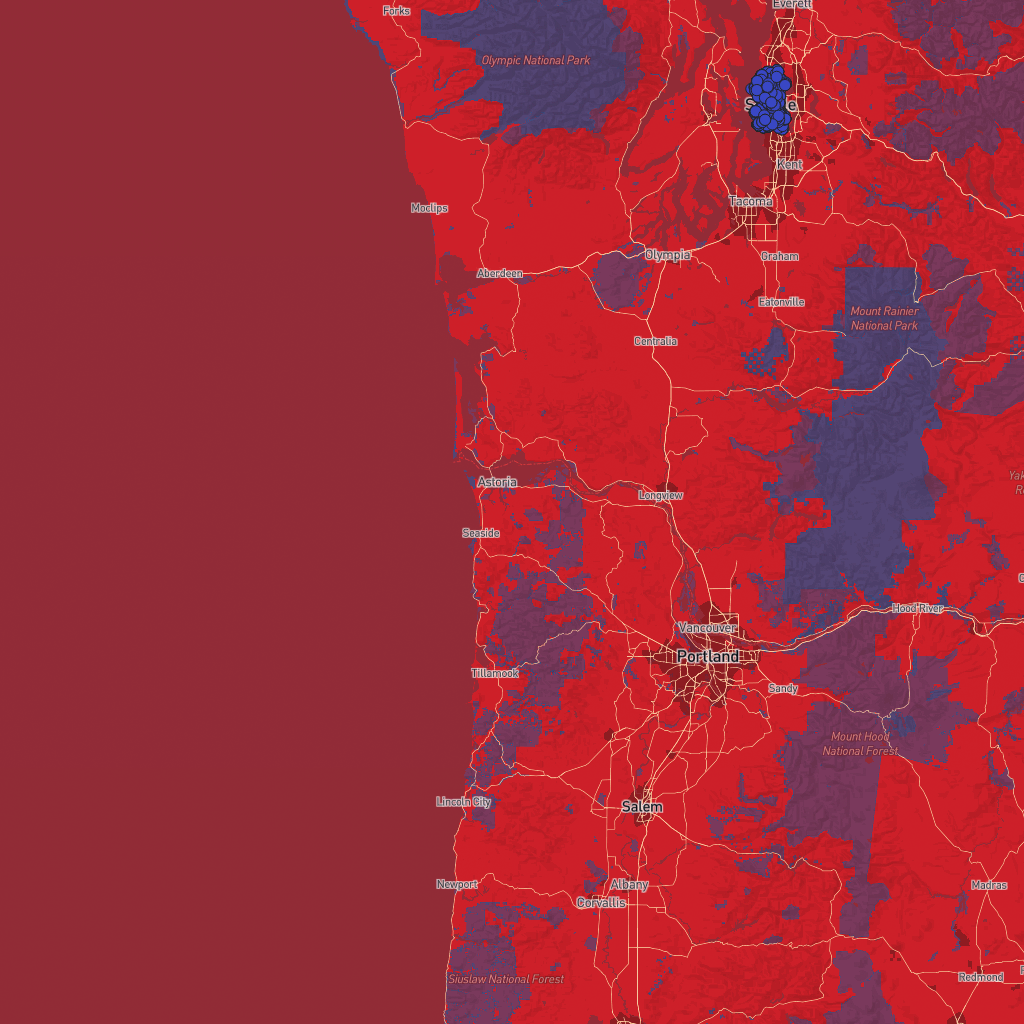 Forks
Everett
Olympic National Park
Kent
Tacoma
Moclips
Olympia
Graham
Aberdeen
Eatonville
Mount Rainier
National Park
Centralia
Astoria
Longview
Seaside
Hood River
Vancouver
Portland
Tillamook
Sandy
Mount Hood
National Forest
Lincoln City
Salem
Newport
Albany
Madras
Corvallis
Siuslaw National Forest
Redmond